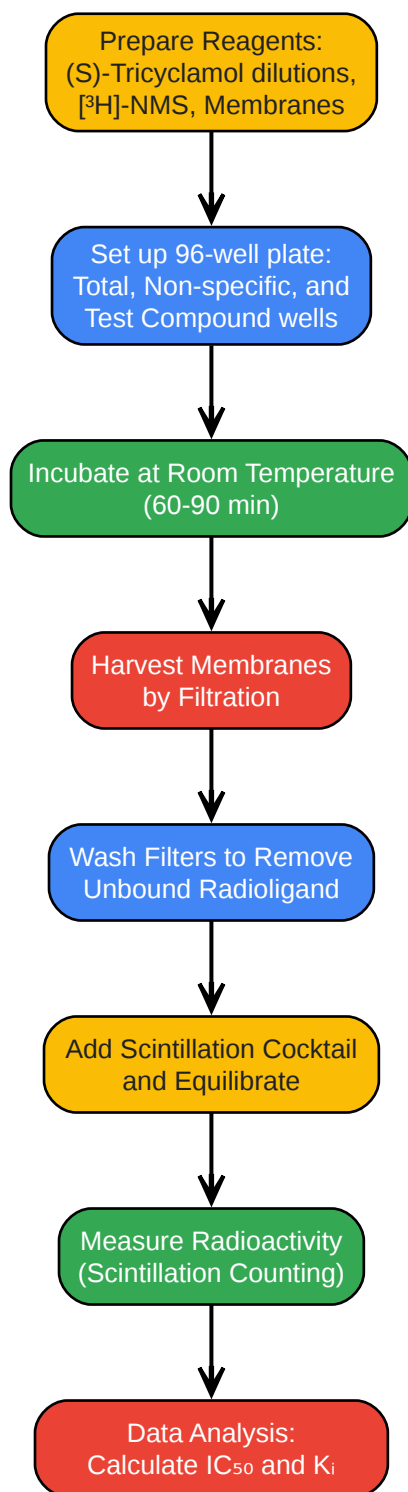 Prepare Reagents:
(S)-Tricyclamol dilutions,
[³H]-NMS, Membranes
Set up 96-well plate:
Total, Non-specific, and
Test Compound wells
Incubate at Room Temperature
(60-90 min)
Harvest Membranes
by Filtration
Wash Filters to Remove
Unbound Radioligand
Add Scintillation Cocktail
and Equilibrate
Measure Radioactivity
(Scintillation Counting)
Data Analysis:
Calculate IC₅₀ and Kᵢ